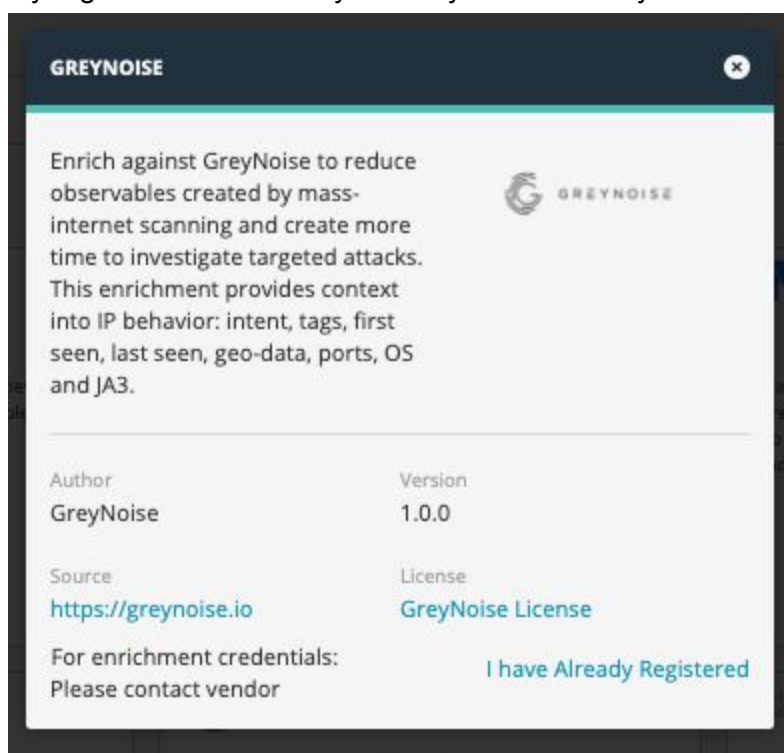 GREYNOISE
Enrich against GreyNoise to reduce
observables created by mass-
internet scanning and create more
time to investigate targeted attacks.
This enrichment provides context
into IP behavior: intent, tags, first
seen, last seen, geo-data, ports, OS
and JA3.
GREYNOISE
Author
GreyNoise
Version
1.0.0
Source
https://greynoise.io
License
GreyNoise License
For enrichment credentials:
Please contact vendor
I have Already Registered